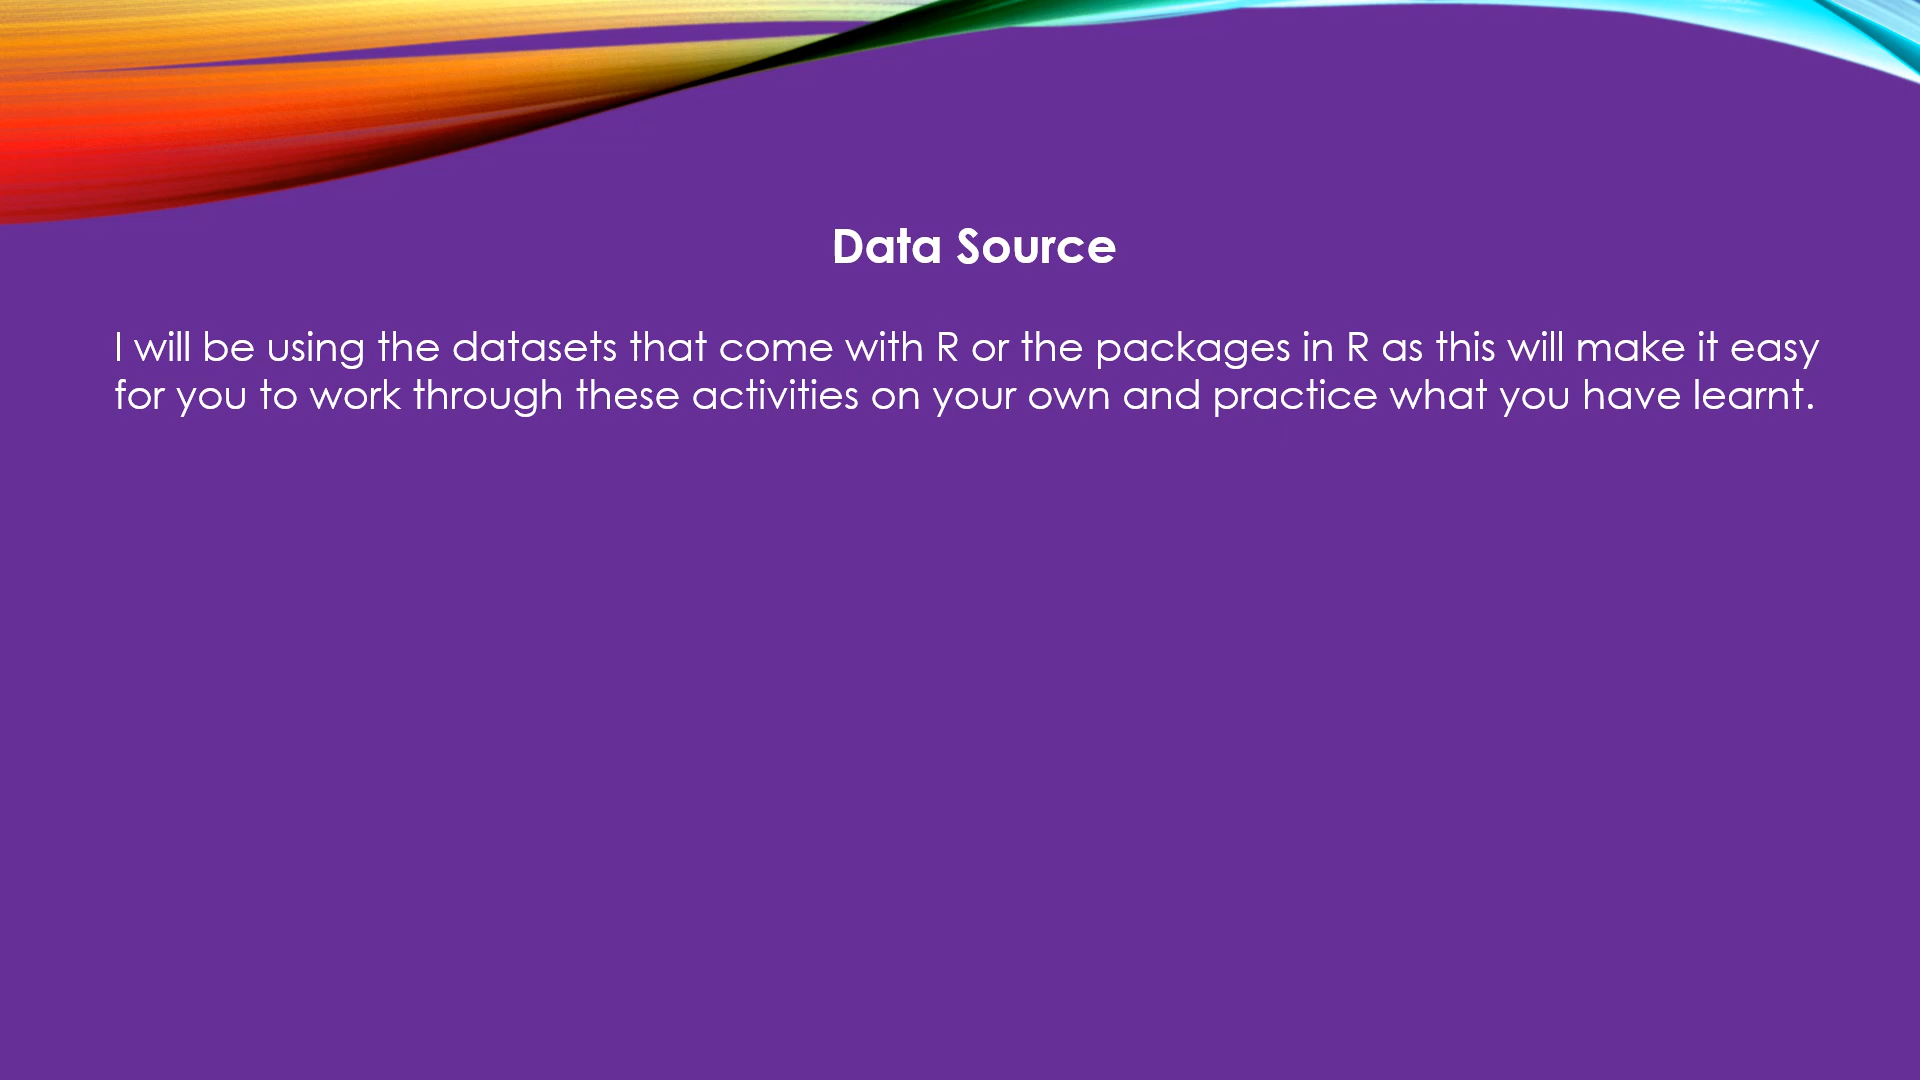 Data Source
I will be using the datasets that come with R or the packages in R as this will make it easy
for you to work through these activities on your own and practice what you have learnt.